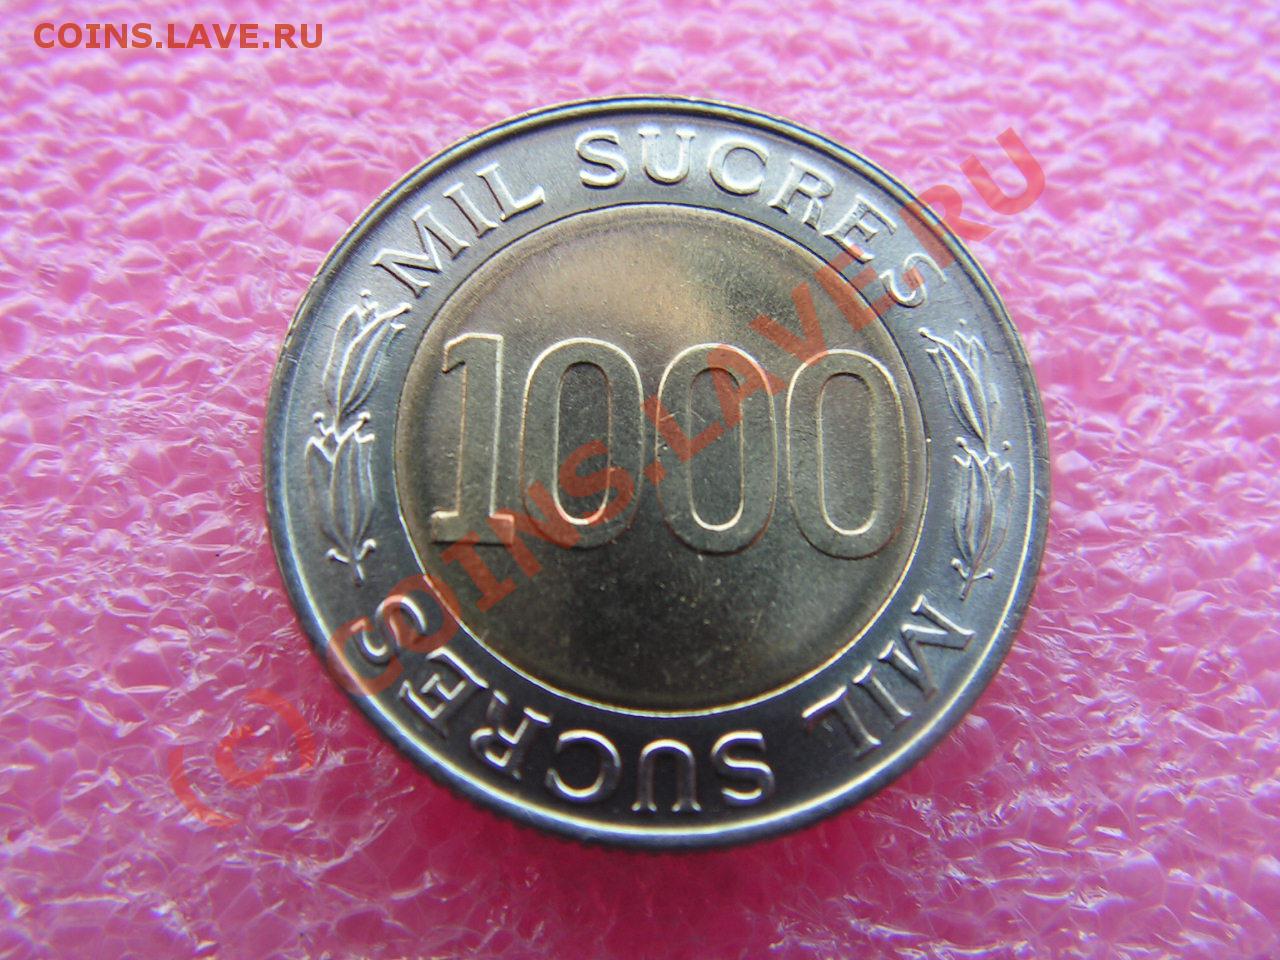 COINS.LAVE.RU
MIL SUCRES
1000
MIL SUCRES
(c) COINS.LAVE.RU